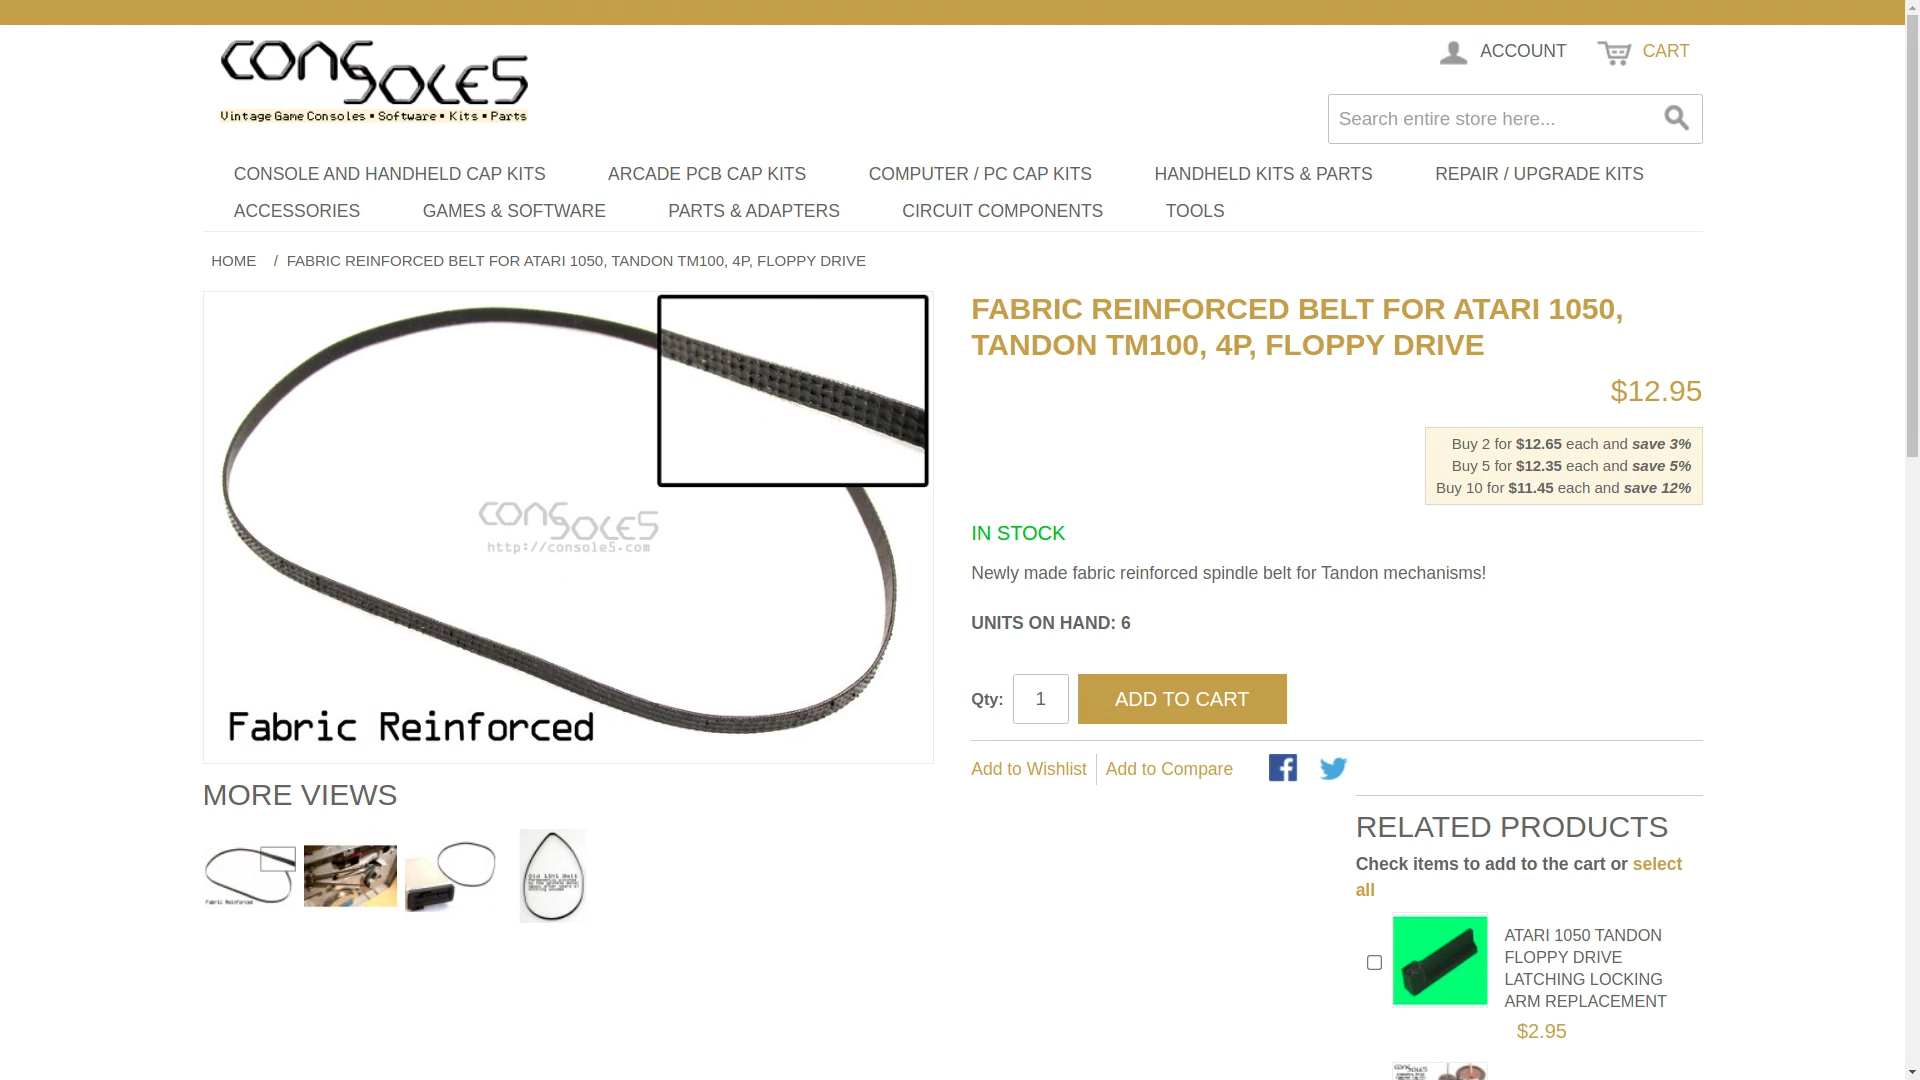 CONSOLE5
Vintage Game Consoles ▪ Software ▪ Kits ▪ Parts
ACCOUNT
CART
Search entire store here...
CONSOLE AND HANDHELD CAP KITS
ARCADE PCB CAP KITS
COMPUTER / PC CAP KITS
HANDHELD KITS & PARTS
REPAIR / UPGRADE KITS
ACCESSORIES
GAMES & SOFTWARE
PARTS & ADAPTERS
CIRCUIT COMPONENTS
TOOLS
HOME / FABRIC REINFORCED BELT FOR ATARI 1050, TANDON TM100, 4P, FLOPPY DRIVE
CONSOLE5
http://console5.com
Fabric Reinforced
MORE VIEWS
Fabric Reinforced
FABRIC REINFORCED BELT FOR ATARI 1050,
TANDON TM100, 4P, FLOPPY DRIVE
$12.95
Buy 2 for $12.65 each and save 3%
Buy 5 for $12.35 each and save 5%
Buy 10 for $11.45 each and save 12%
IN STOCK
Newly made fabric reinforced spindle belt for Tandon mechanisms!
UNITS ON HAND: 6
Qty: 1
ADD TO CART
Add to Wishlist
Add to Compare
RELATED PRODUCTS
Check items to add to the cart or select
all
ATARI 1050 TANDON
FLOPPY DRIVE
LATCHING LOCKING
ARM REPLACEMENT
$2.95
CONSOLE5